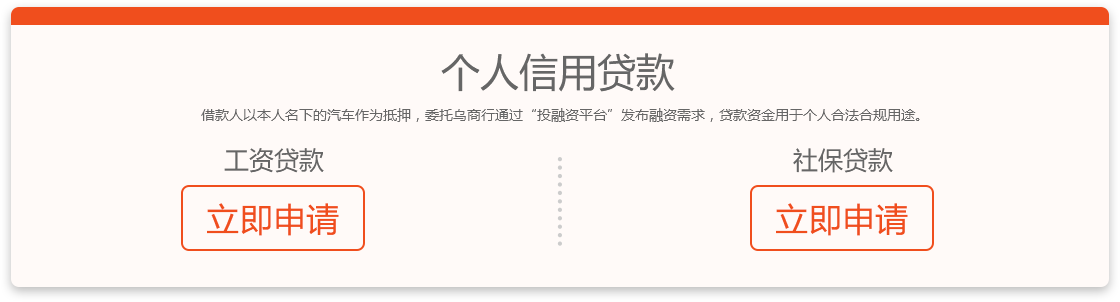 个人信用贷款
借款人以本人名下的汽车作为抵押，委托乌商行通过“投融资平台”发布融资需求，贷款资金用于个人合法合规用途。
工资贷款
社保贷款
立即申请
立即申请